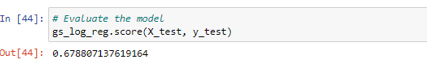 In [44]: # Evaluate the model
gs_log_reg.score(X_test, y_test)
Out[44]: 0.678807137619164